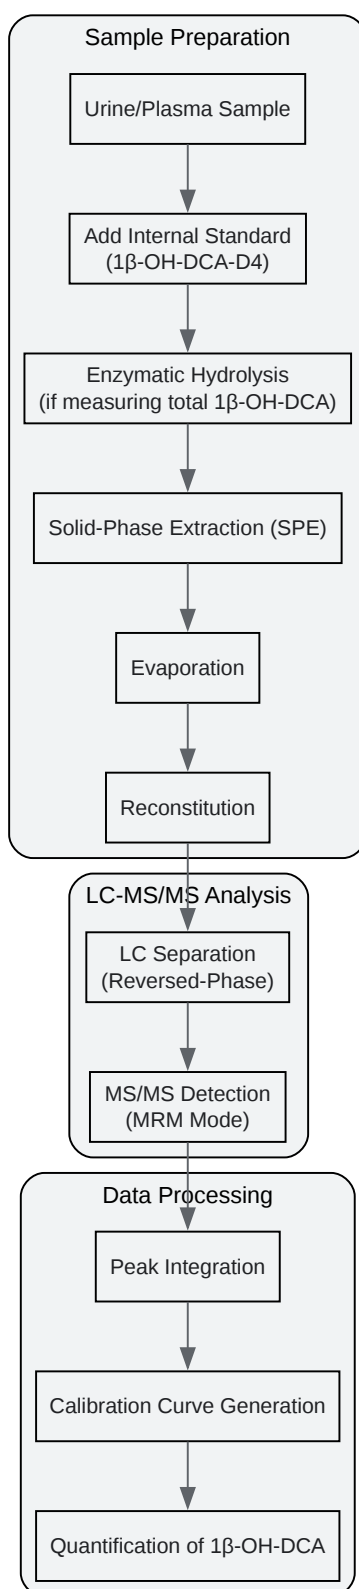 Sample Preparation
Urine/Plasma Sample
Add Internal Standard
(1β-OH-DCA-D4)
Enzymatic Hydrolysis
(if measuring total 1β-OH-DCA)
Solid-Phase Extraction (SPE)
Evaporation
Reconstitution
LC-MS/MS Analysis
LC Separation
(Reversed-Phase)
MS/MS Detection
(MRM Mode)
Data Processing
Peak Integration
Calibration Curve Generation
Quantification of 1β-OH-DCA